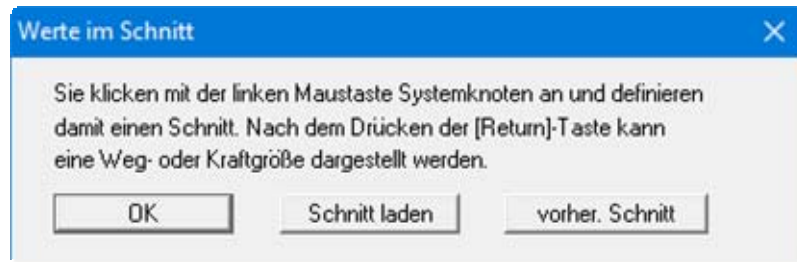 Werte im Schnitt
Sie klicken mit der linken Maustaste Systemknoten an und definieren
damit einen Schnitt. Nach dem Drücken der [Return]-Taste kann
eine Weg- oder Kraftgröße dargestellt werden.
OK Schnitt laden vorher. Schnitt